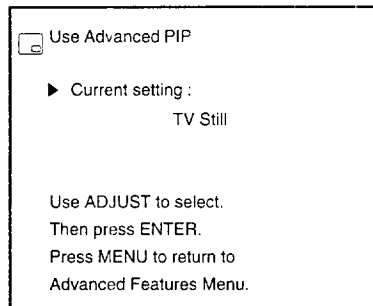 Use Advanced PIP
▶ Current setting :
TV Still
Use ADJUST to select.
Then press ENTER.
Press MENU to return to
Advanced Features Menu.